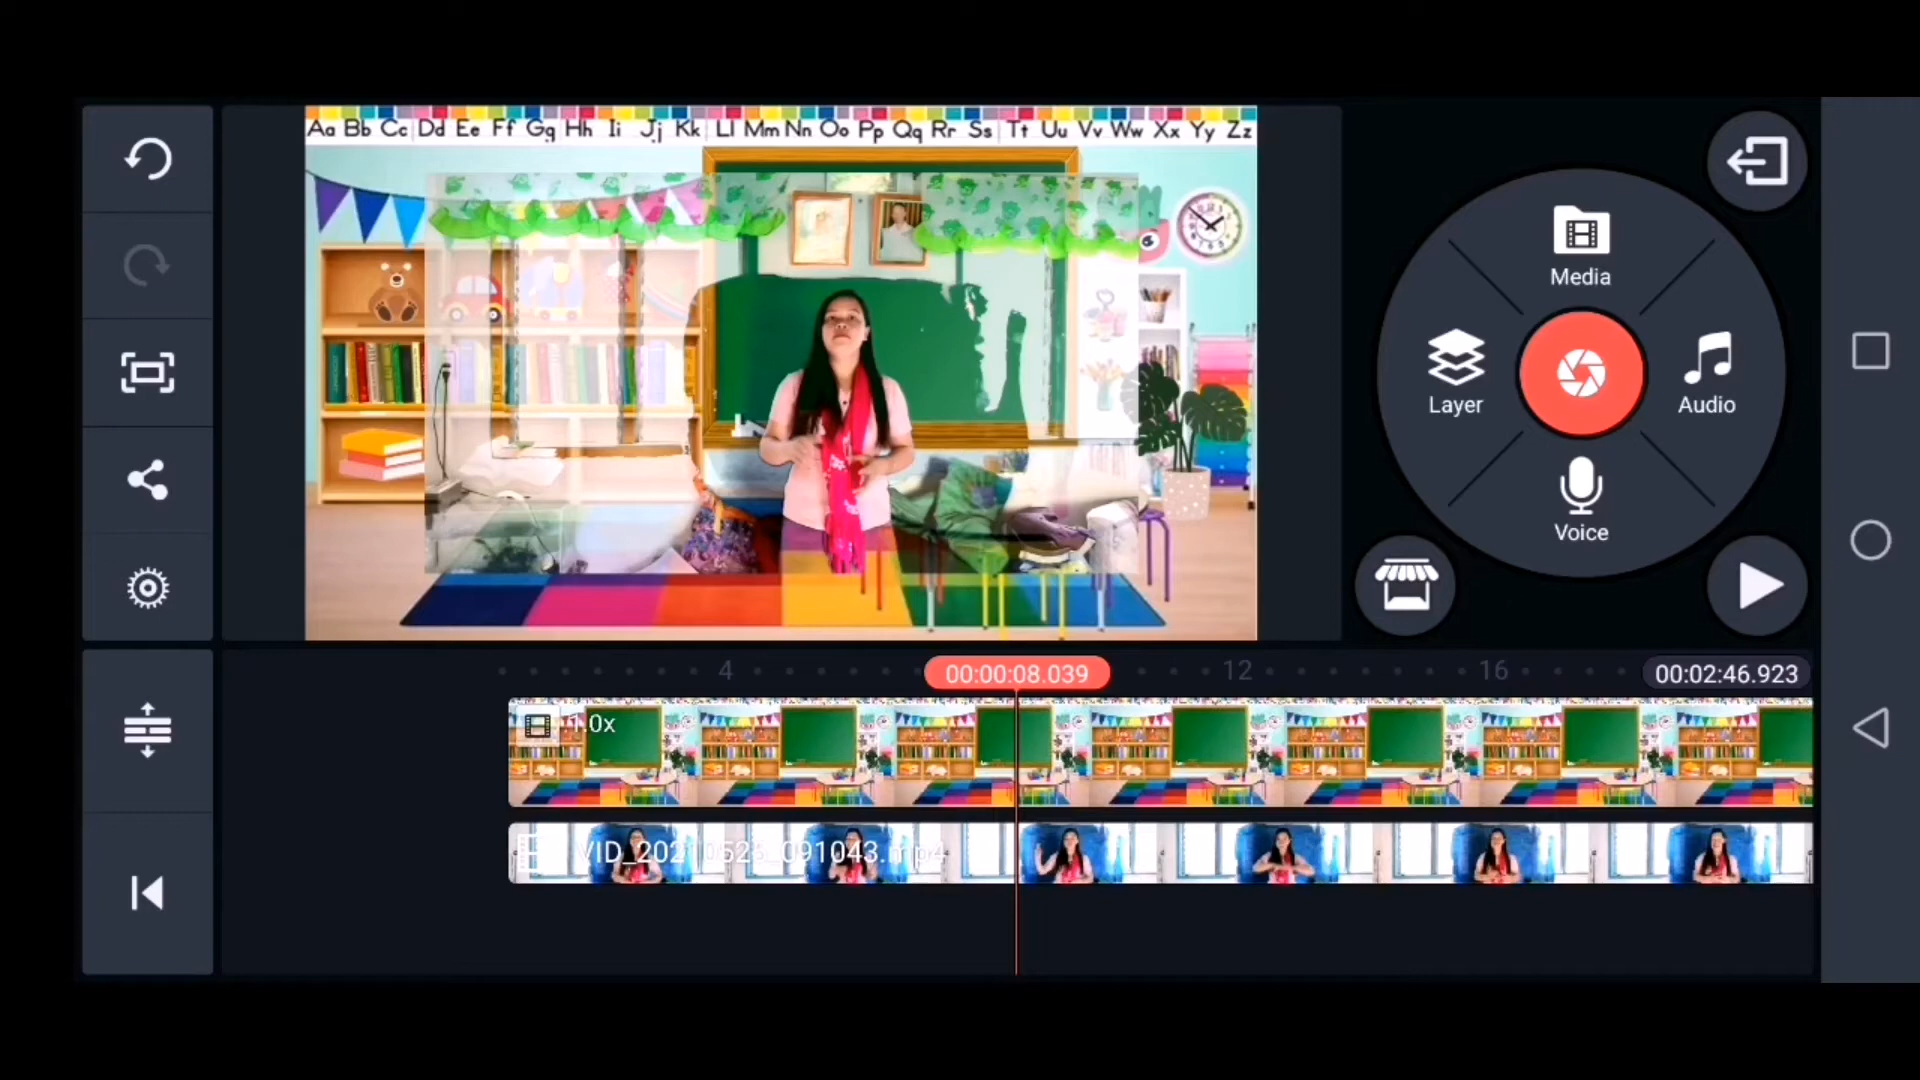 Aa Bb Cc Dd Ee Ff Gg Hh Ii Jj Kk Ll Mm Nn Oo Pp Qq Rr Ss Tt Uu Vv Ww Xx Yy Zz
Media
Layer
Audio
Voice
4
00:00:08.039
12
16
00:02:46.923
1.0x
VID_20210523_091043.mp4